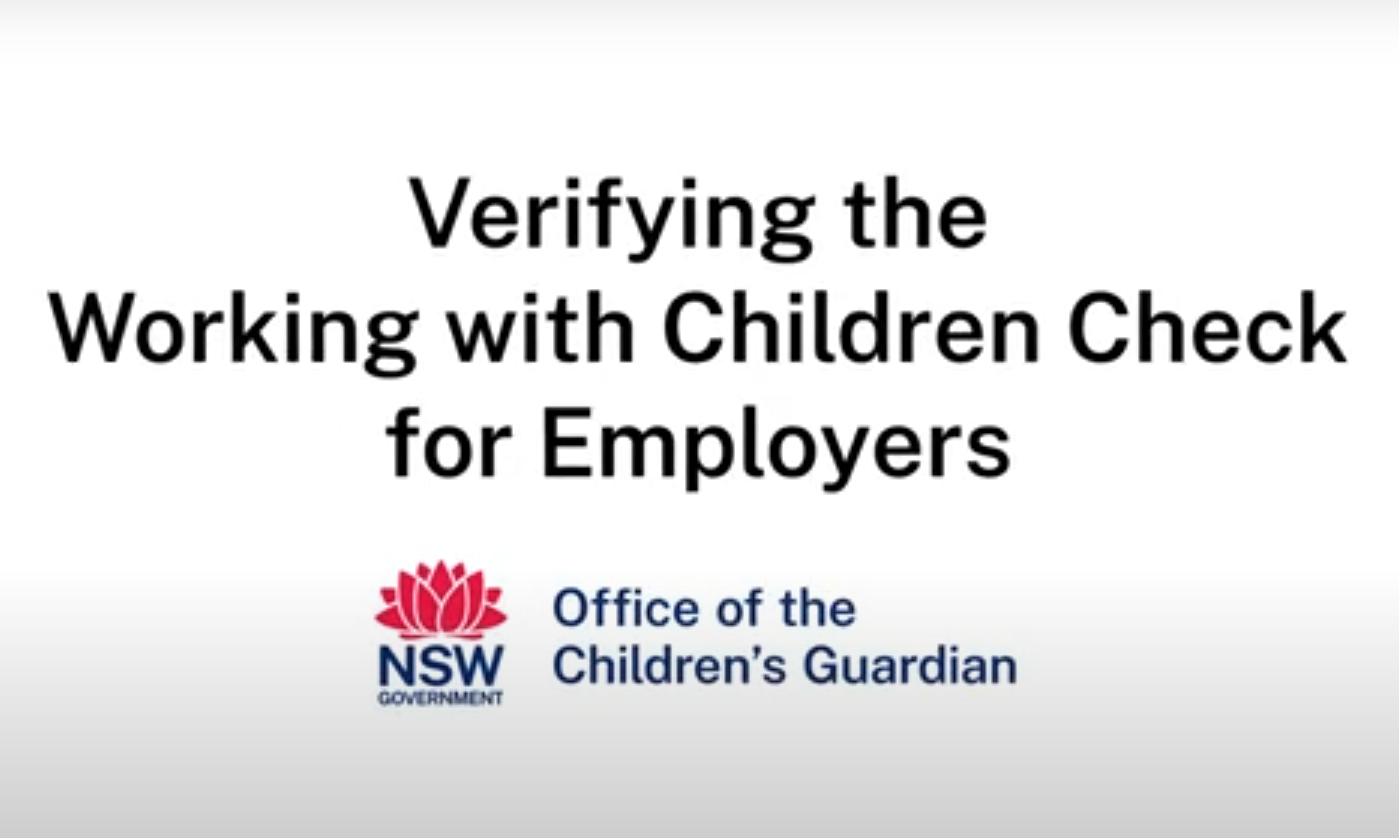 Verifying the
Working with Children Check
for Employers
NSW
GOVERNMENT
Office of the
Children’s Guardian